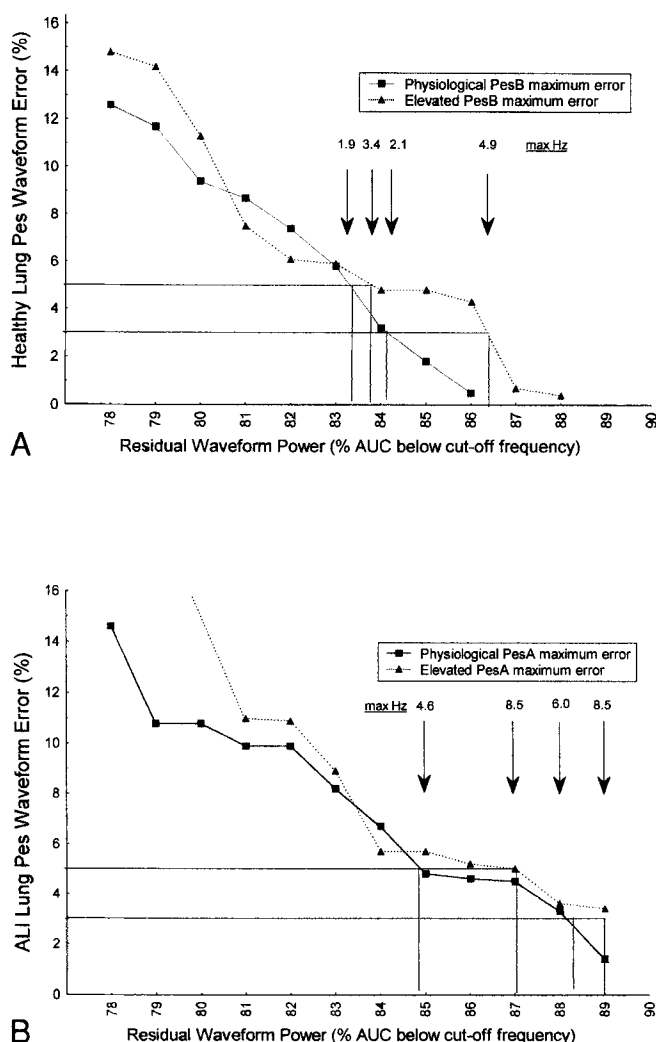 Healthy Lung Pes Waveform Error (%)
16
14
12
10
8
6
4
2
0
Physiological PesB maximum error
Elevated PesB maximum error
1.9 3.4 2.1 4.9 max Hz
78 79 80 81 82 83 84 85 86 87 88 89 90
Residual Waveform Power (% AUC below cut-off frequency)
A
ALI Lung Pes Waveform Error (%)
16
14
12
10
8
6
4
2
0
Physiological PesA maximum error
Elevated PesA maximum error
max Hz 4.6 8.5 6.0 8.5
78 79 80 81 82 83 84 85 86 87 88 89 90
Residual Waveform Power (% AUC below cut-off frequency)
B